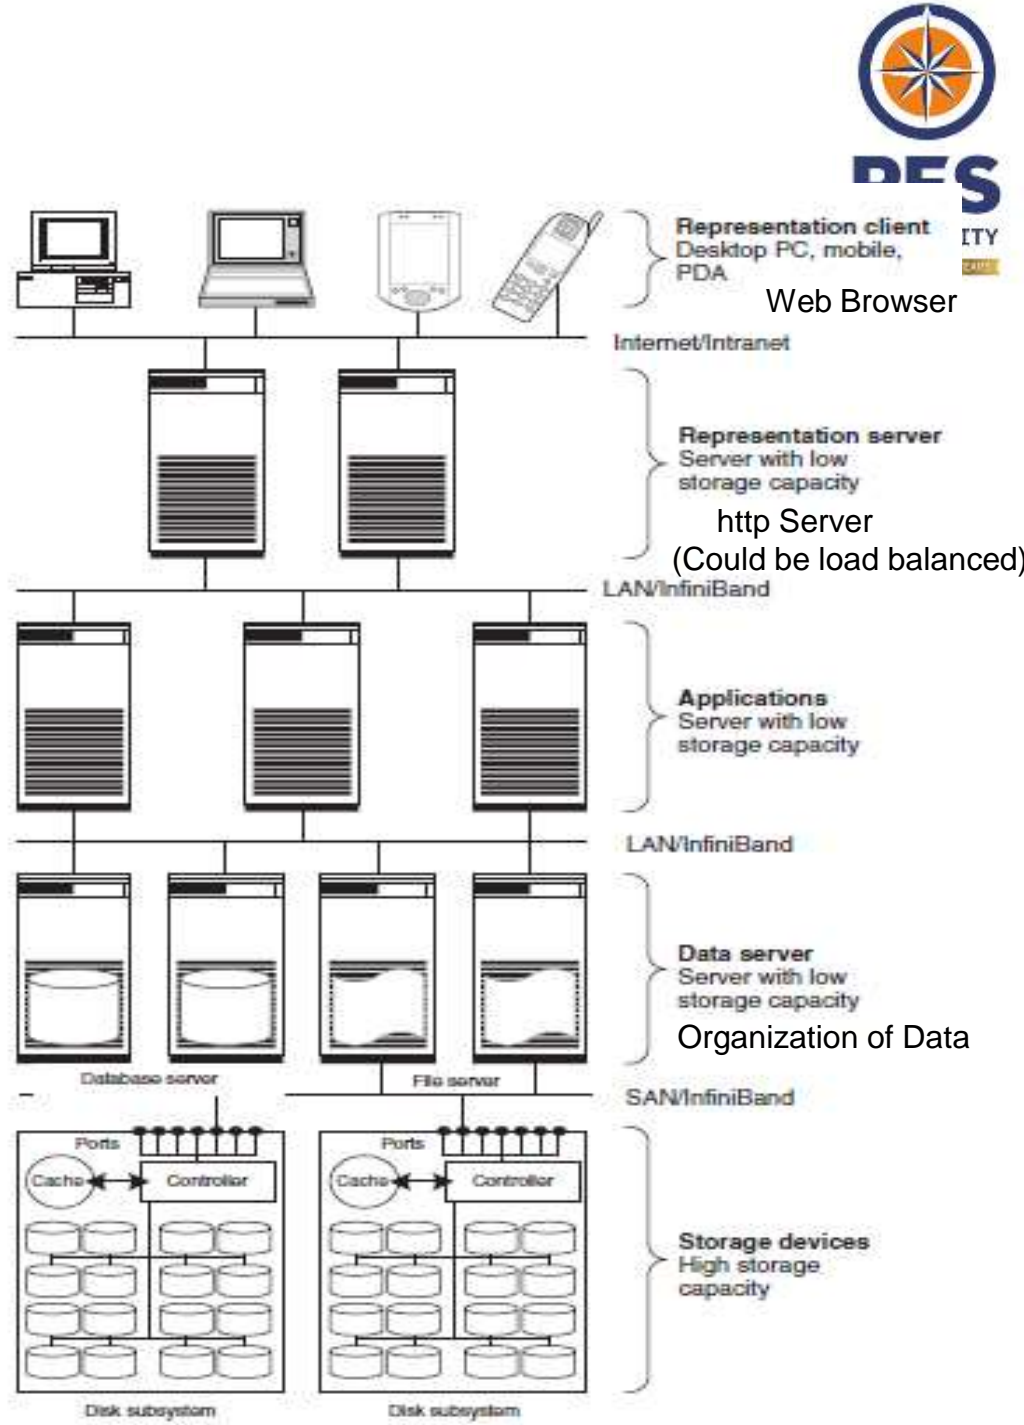 PES
ITY
Representation client
Desktop PC, mobile,
PDA
Web Browser
Internet/Intranet
Representation server
Server with low
storage capacity
http Server
(Could be load balanced)
LAN/InfiniBand
Applications
Server with low
storage capacity
LAN/InfiniBand
Data server
Server with low
storage capacity
Organization of Data
Database server
File server
SAN/InfiniBand
Ports
Ports
Cache
Controller
Cache
Controller
Storage devices
High storage
capacity
Disk subsystem
Disk subsystem